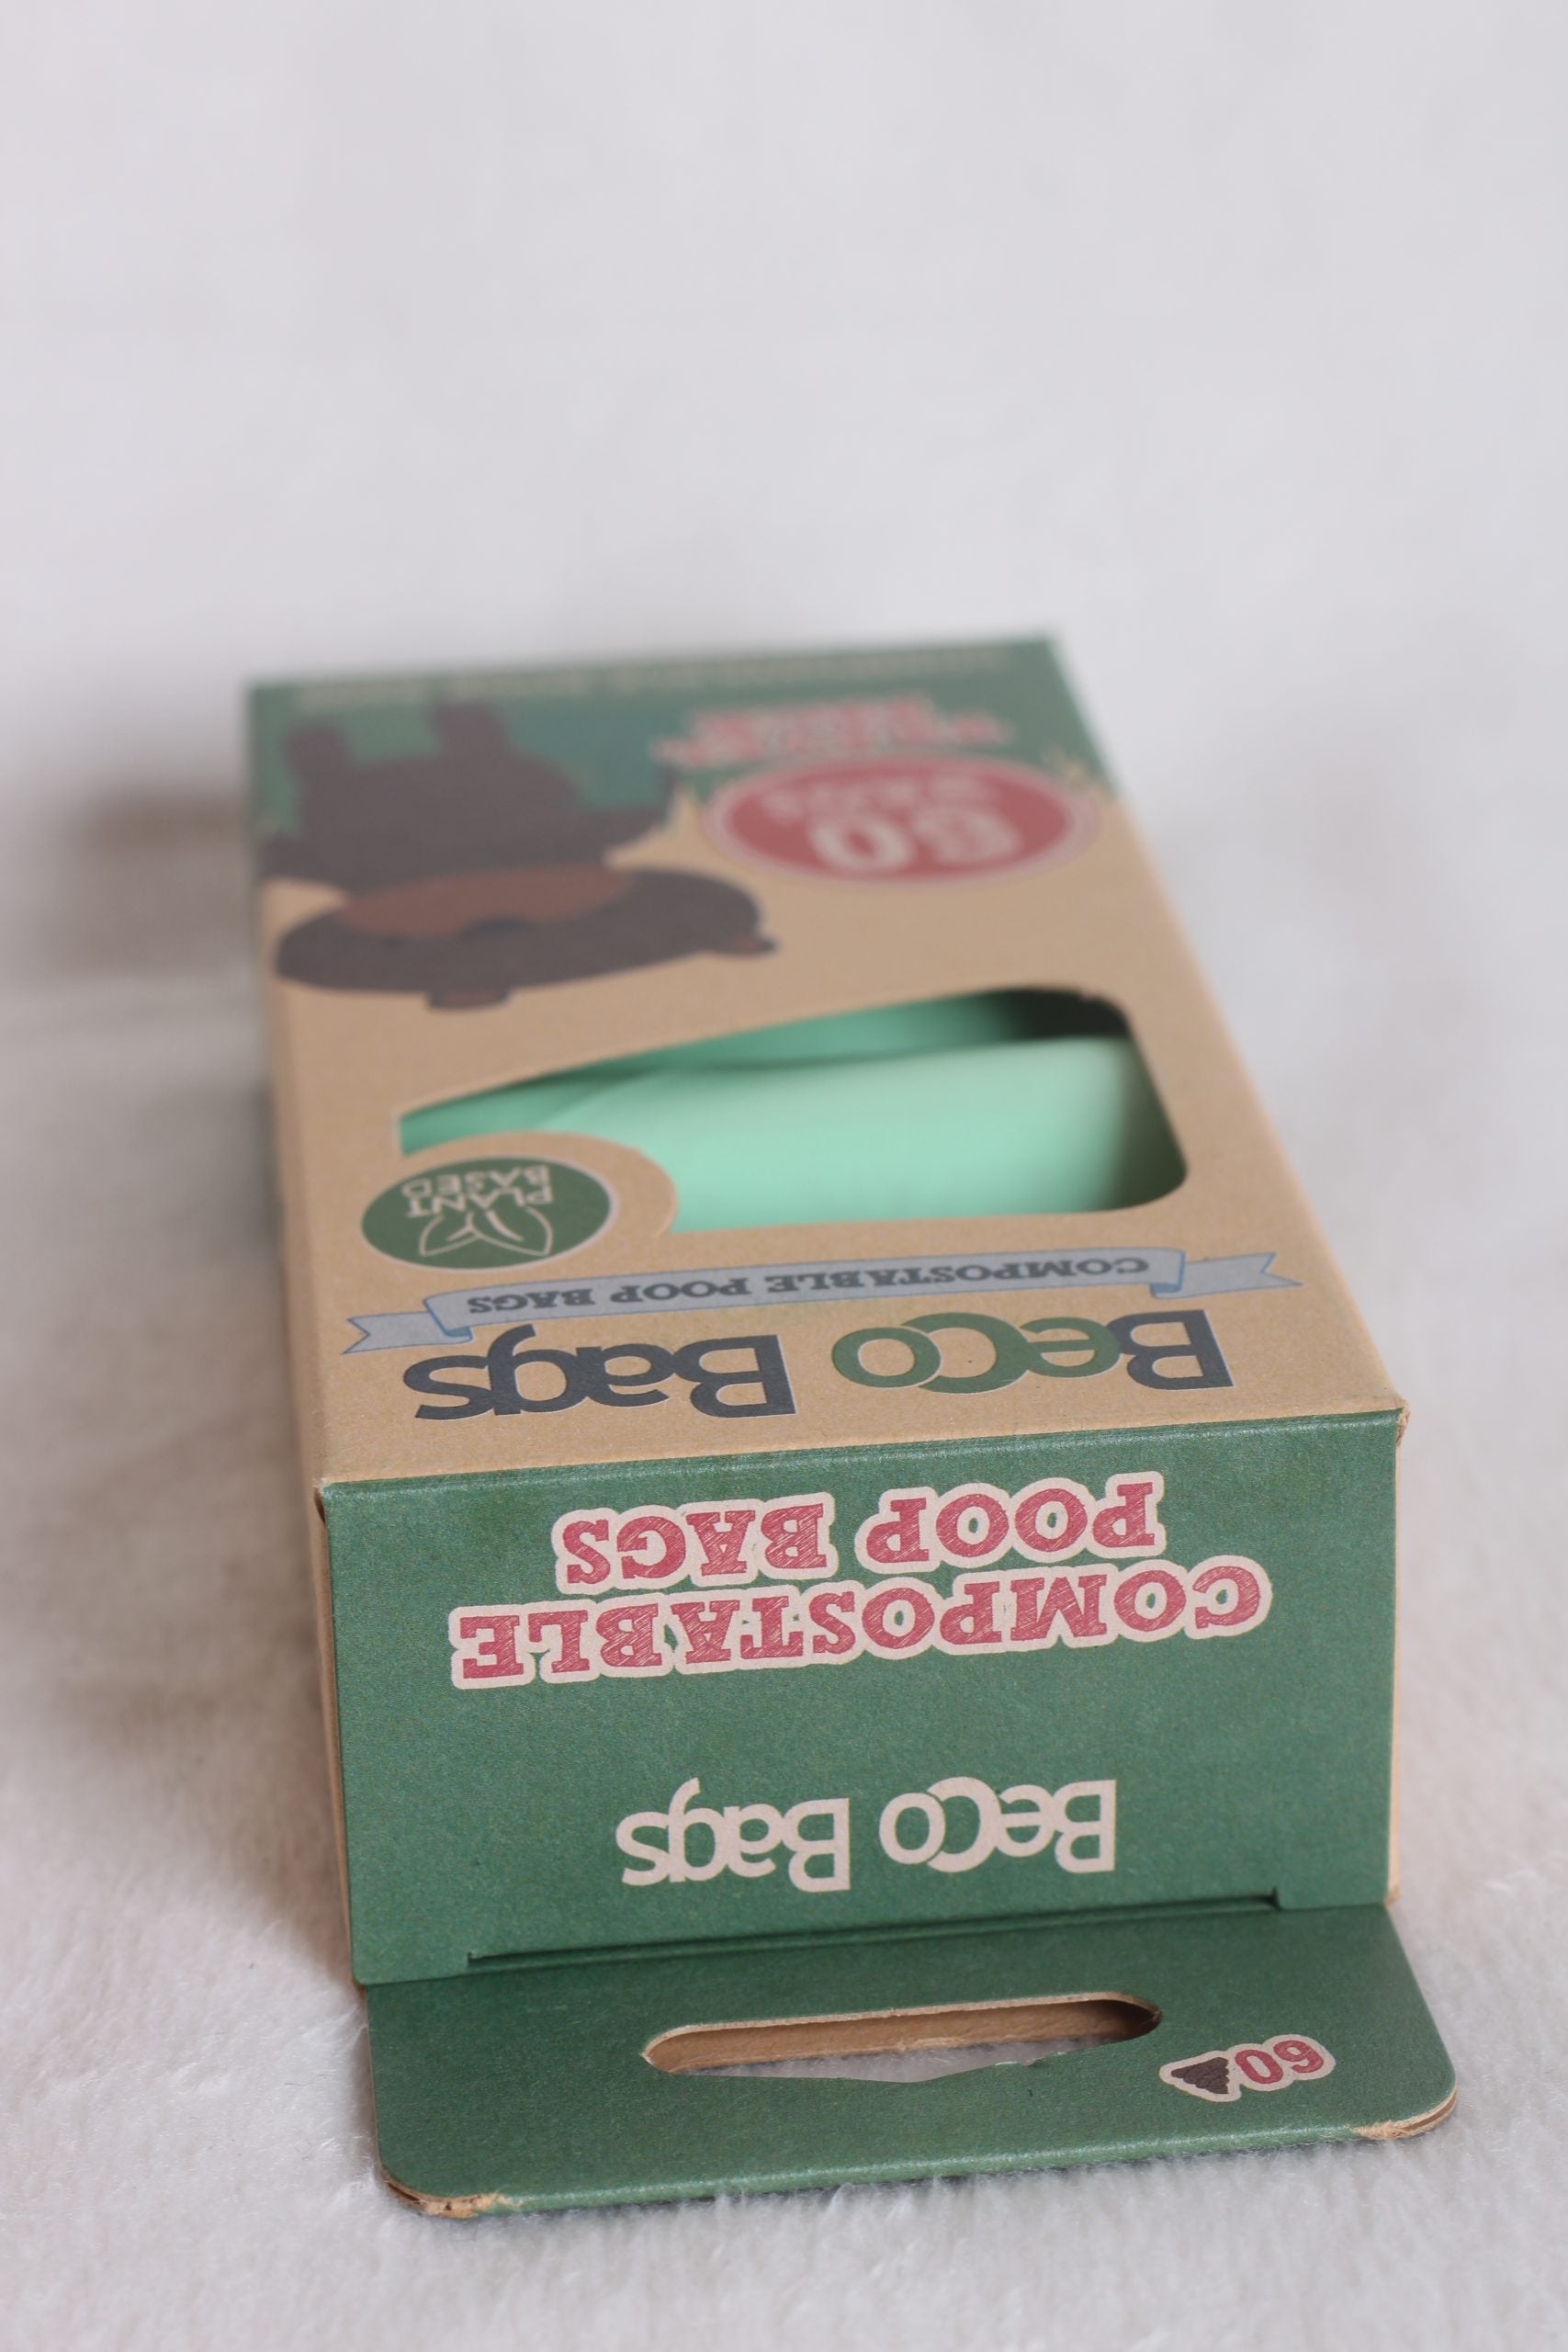 60
Beco Bags
COMPOSTABLE
POOP BAGS
Beco Bags
COMPOSTABLE POOP BAGS
PLANT
BASED
60